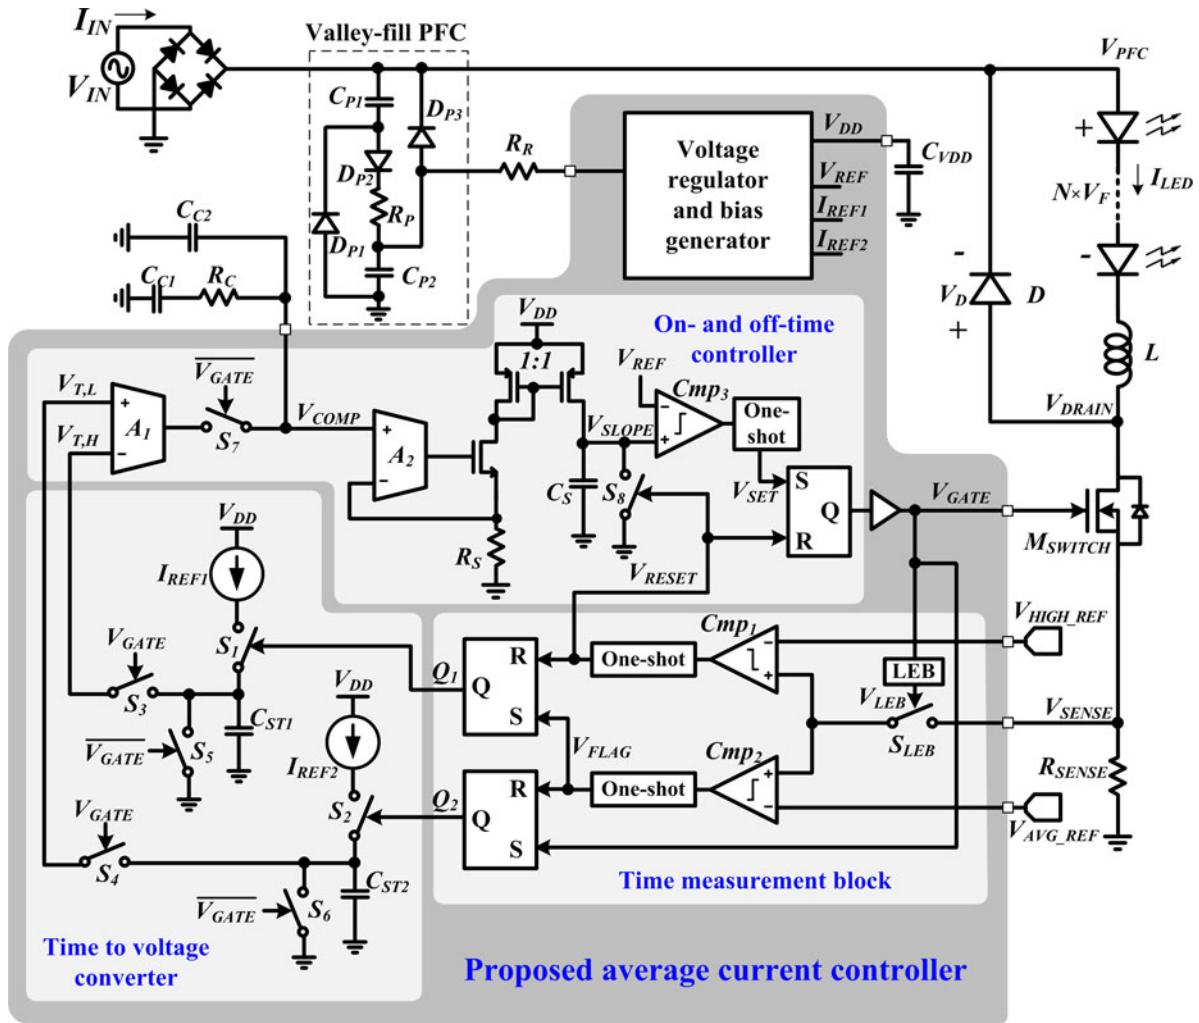 I_IN
V_IN
Valley-fill PFC
C_P1
D_P3
D_P2
R_P
D_P1
C_P2
R_R
Voltage
regulator
and bias
generator
V_DD
V_REF
I_REF1
I_REF2
C_VDD
V_PFC
+
N×V_F
I_LED
-
-
V_D
+
D
L
V_DRAIN
C_C2
C_C1
R_C
V_DD
1:1
On- and off-time
controller
V_REF
Cmp_3
One-
shot
V_GATE
V_T,L
V_T,H
+
-
A_1
S_7
V_COMP
+
-
A_2
V_SLOPE
-
+
C_S
S_8
V_SET
S
R
Q
V_GATE
M_SWITCH
R_S
V_RESET
V_DD
I_REF1
V_GATE
S_1
S_3
C_ST1
V_GATE
S_5
V_DD
I_REF2
V_GATE
S_2
S_4
C_ST2
V_GATE
S_6
Q_1
Q
R
S
One-shot
Cmp_1
-
+
V_HIGH_REF
LEB
V_LEB
S_LEB
V_SENSE
V_FLAG
Cmp_2
Q_2
Q
R
S
One-shot
+
-
R_SENSE
V_AVG_REF
Time measurement block
Time to voltage
converter
Proposed average current controller